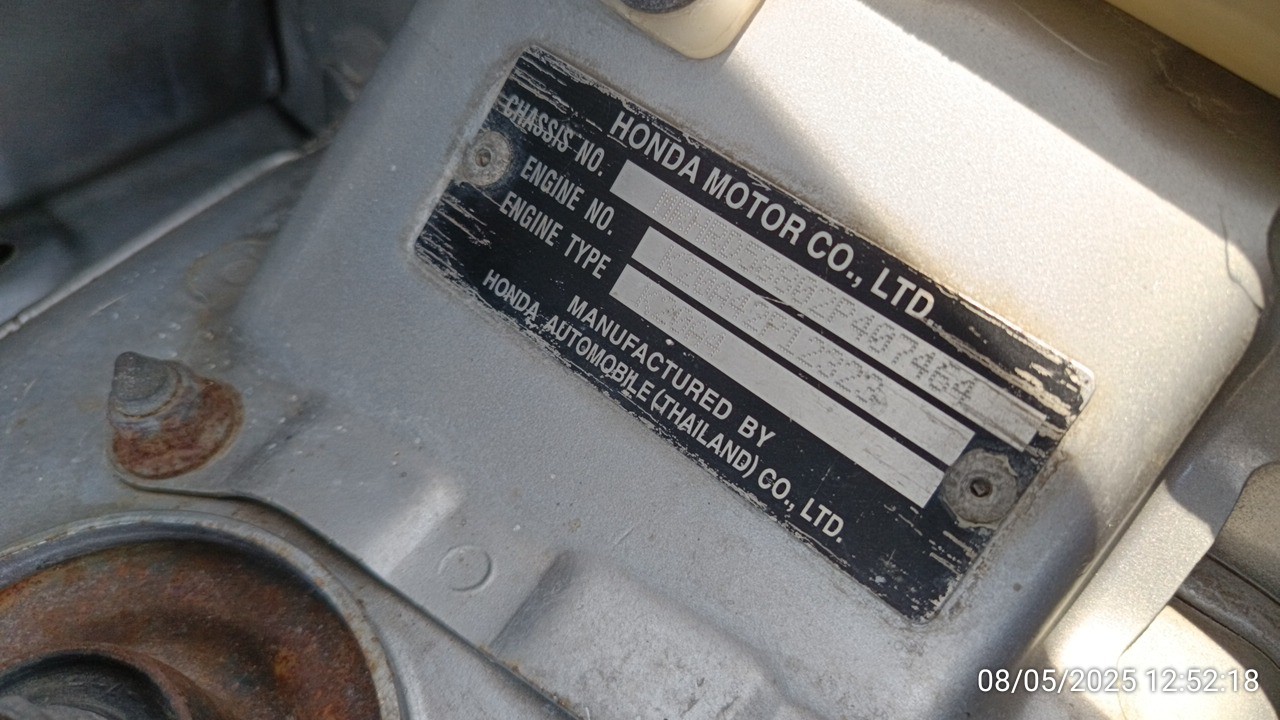 HONDA MOTOR CO., LTD.
CHASSIS NO.
ENGINE NO.
ENGINE TYPE
MANUFACTURED BY
HONDA AUTOMOBILE (THAILAND) CO., LTD.
08/05/2025 12:52:18